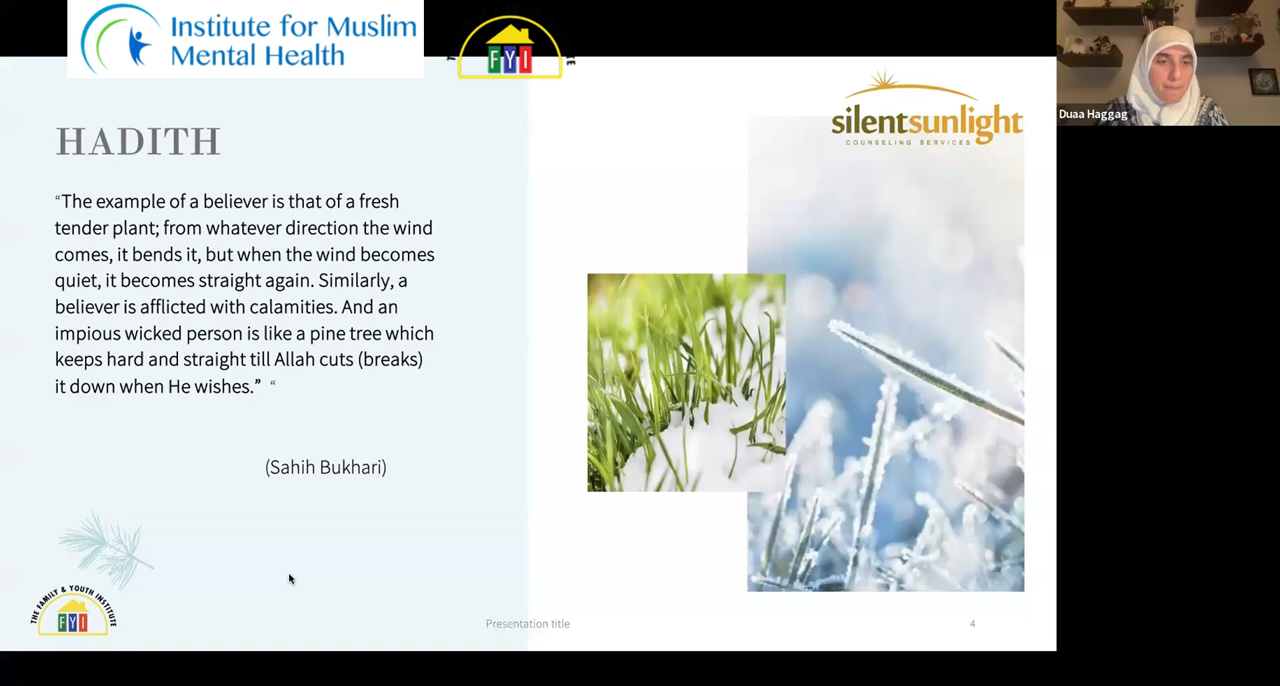 Institute for Muslim
Mental Health
FYI
silentsunlight
COUNSELING SERVICES
Duaa Haggag
HADITH
“The example of a believer is that of a fresh
tender plant; from whatever direction the wind
comes, it bends it, but when the wind becomes
quiet, it becomes straight again. Similarly, a
believer is afflicted with calamities. And an
impious wicked person is like a pine tree which
keeps hard and straight till Allah cuts (breaks)
it down when He wishes.” “
(Sahih Bukhari)
THE FAMILY & YOUTH INSTITUTE
FYI
Presentation title
4